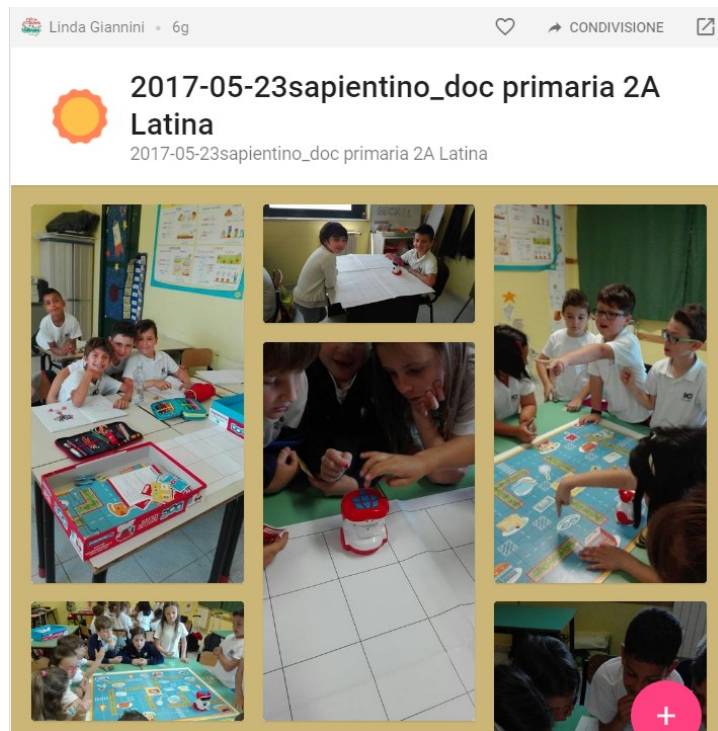 Linda Giannini • 6g
CONDIVISIONE
2017-05-23sapientino_doc primaria 2A
Latina
2017-05-23sapientino_doc primaria 2A Latina
+